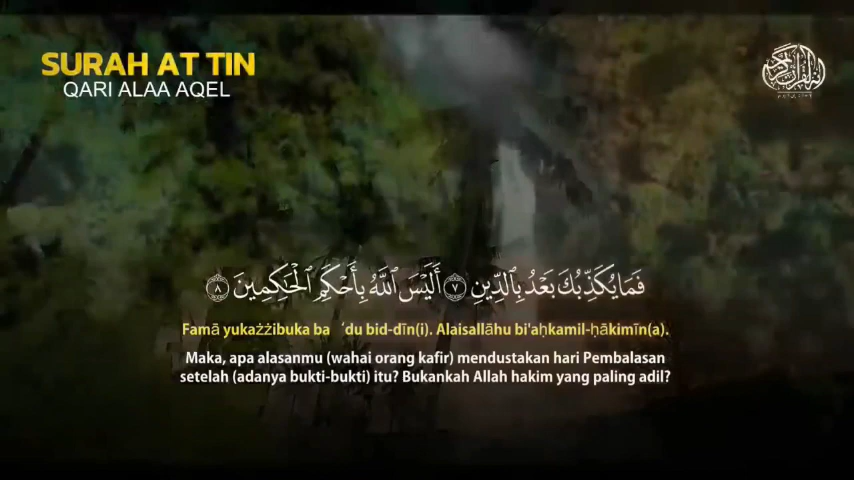 SURAH AT TIN
QARI ALAA AQEL
فَمَا يُكَذِّبُكَ بَعْدُ بِالدِّينِ ٧ أَلَيْسَ اللَّهُ بِأَحْكَمِ الْحَاكِمِينَ ٨
Famā yukażżibuka ba ‘du bid-dīn(i). Alaisallāhu bi'aḥkamil-ḥākimīn(a).
Maka, apa alasanmu (wahai orang kafir) mendustakan hari Pembalasan
setelah (adanya bukti-bukti) itu? Bukankah Allah hakim yang paling adil?